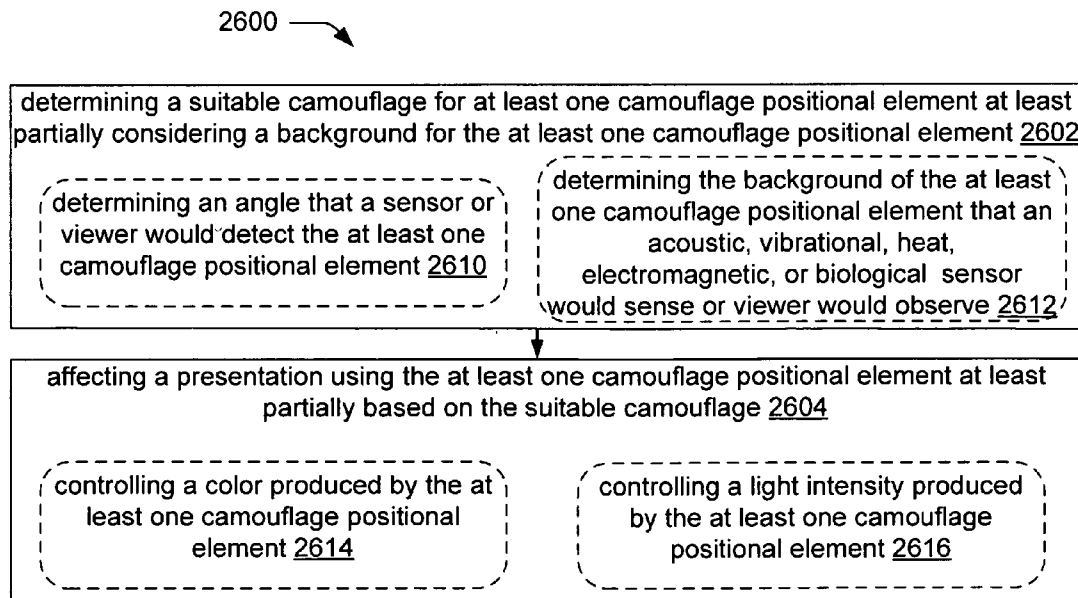 2600
determining a suitable camouflage for at least one camouflage positional element at least
partially considering a background for the at least one camouflage positional element 2602
determining an angle that a sensor or
viewer would detect the at least one
camouflage positional element 2610
determining the background of the at least
one camouflage positional element that an
acoustic, vibrational, heat,
electromagnetic, or biological sensor
would sense or viewer would observe 2612
affecting a presentation using the at least one camouflage positional element at least
partially based on the suitable camouflage 2604
controlling a color produced by the at
least one camouflage positional
element 2614
controlling a light intensity produced
by the at least one camouflage
positional element 2616